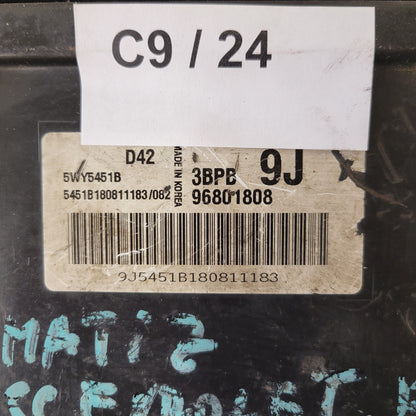 C9 / 24
D42
MADE IN KOREA
3BPB 9J
5WY5451B
5451B180811183/082
96801808
9J5451B180811183
MATIZ